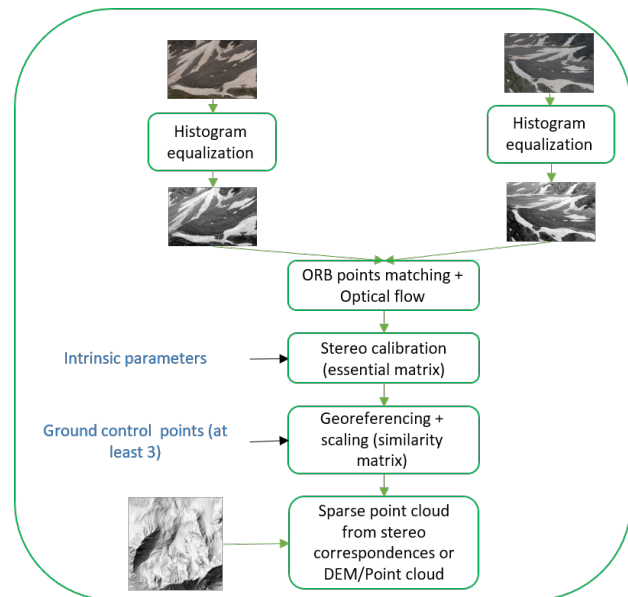 Histogram
equalization
Histogram
equalization
ORB points matching +
Optical flow
Intrinsic parameters
Stereo calibration
(essential matrix)
Ground control points (at
least 3)
Georeferencing +
scaling (similarity
matrix)
Sparse point cloud
from stereo
correspondences or
DEM/Point cloud